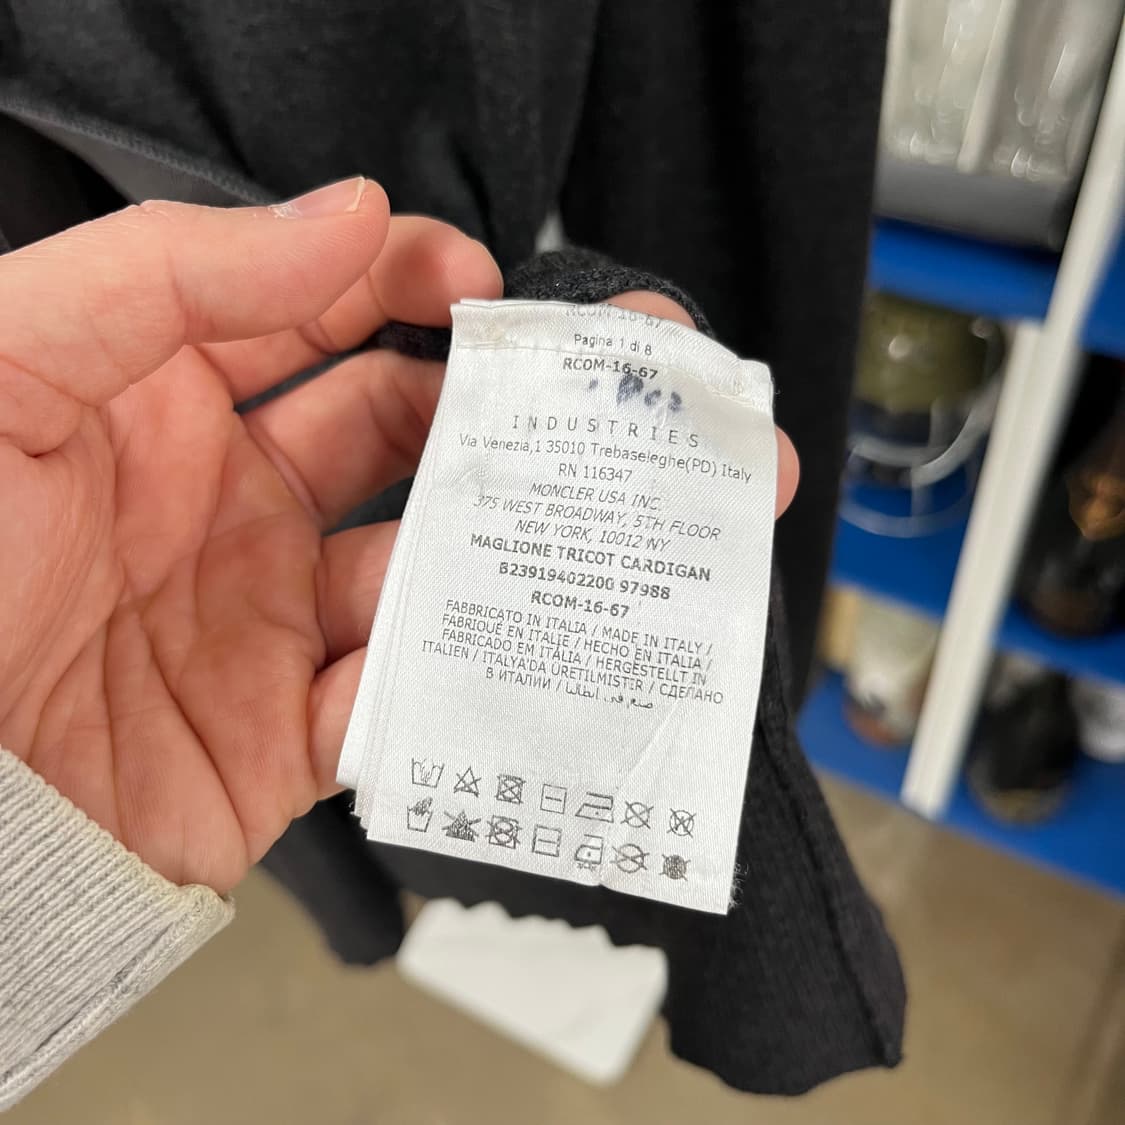 RCOM-16-67
Pagina 1 di 8
RCOM-16-67
INDUSTRIES
Via Venezia,1 35010 Trebaseleghe(PD) Italy
RN 116347
MONCLER USA INC.
375 WEST BROADWAY, 5TH FLOOR
NEW YORK, 10012 NY
MAGLIONE TRICOT CARDIGAN
B23919402200 97988
RCOM-16-67
FABBRICATO IN ITALIA / MADE IN ITALY /
FABRIQUÉ EN ITALIE / HECHO EN ITALIA /
FABRICADO EM ITÁLIA / HERGESTELLT IN
ITALIEN / ITALYA'DA ÜRETILMISTIR / СДЕЛАНО
В ИТАЛИИ / صنع في ايطاليا